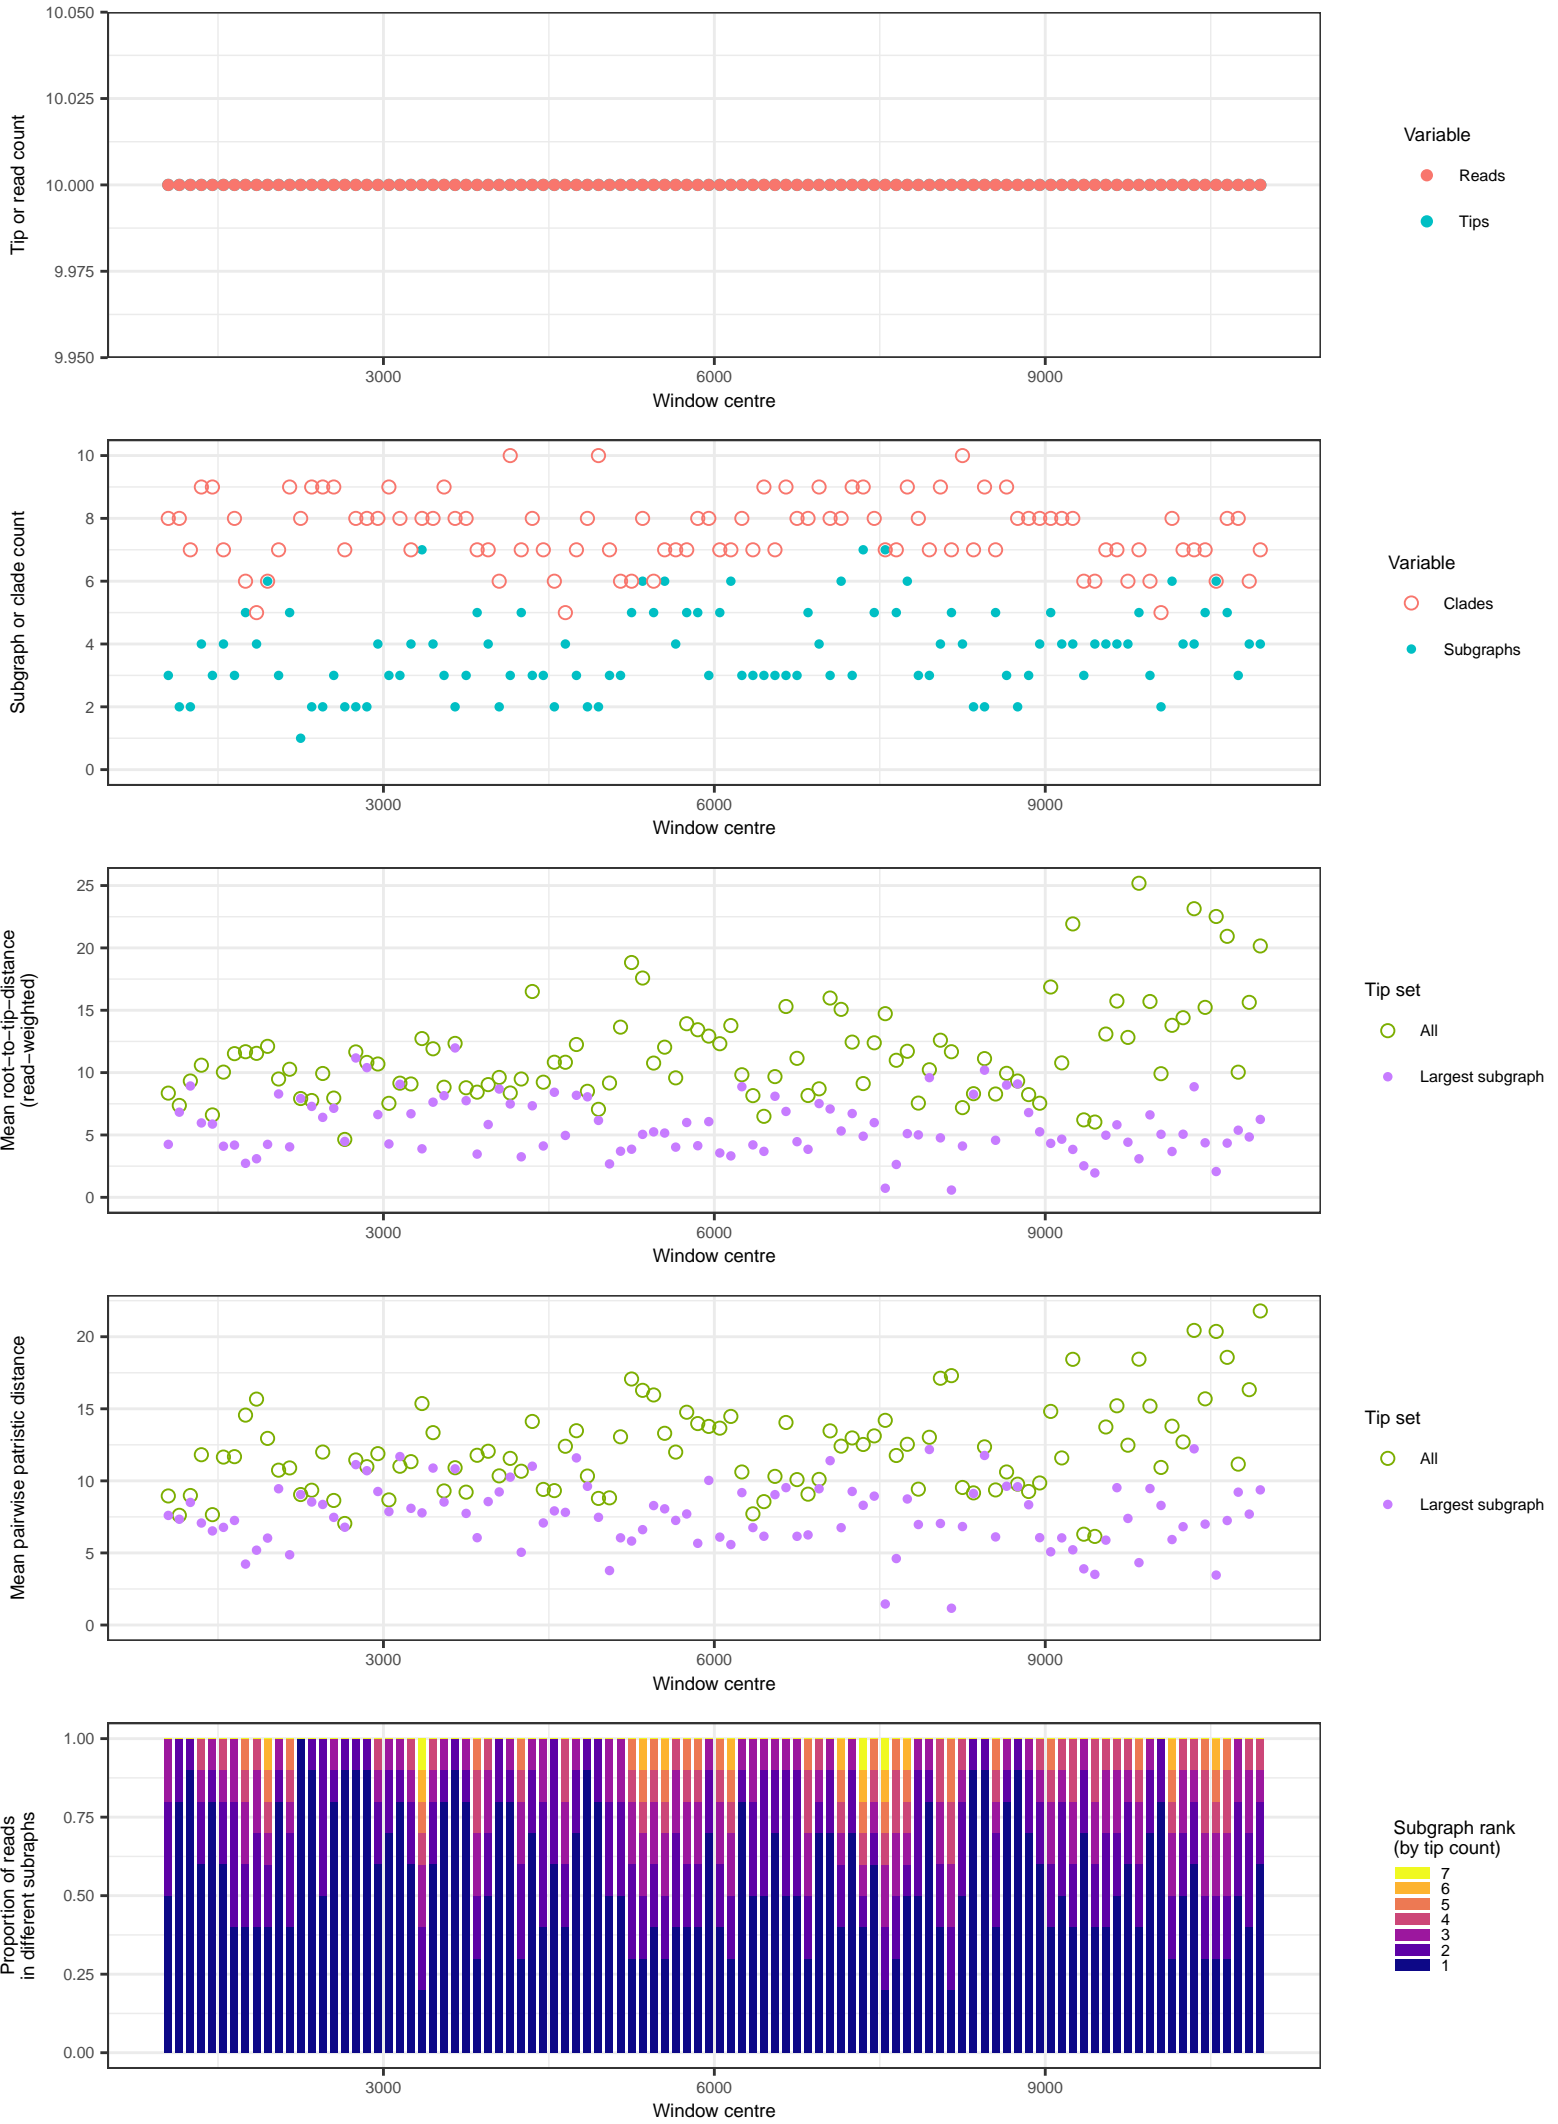 10.050
10.025
10.000
9.975
9.950
Tip or read count
3000 6000 9000
Window centre
Variable
Reads
Tips
10
8
6
4
2
0
Subgraph or clade count
3000 6000 9000
Window centre
Variable
Clades
Subgraphs
25
20
15
10
5
0
Mean root−to−tip−distance
(read−weighted)
3000 6000 9000
Window centre
Tip set
All
Largest subgraph
20
15
10
5
0
Mean pairwise patristic distance
3000 6000 9000
Window centre
Tip set
All
Largest subgraph
1.00
0.75
0.50
0.25
0.00
Proportion of reads
in different subraphs
3000 6000 9000
Window centre
Subgraph rank
(by tip count)
7
6
5
4
3
2
1